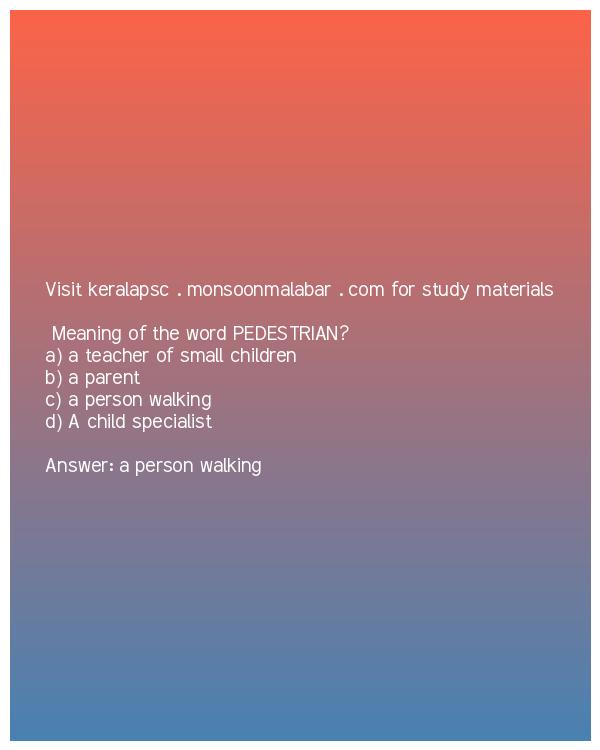 Visit keralapsc . monsoonmalabar . com for study materials
Meaning of the word PEDESTRIAN?
a) a teacher of small children
b) a parent
c) a person walking
d) A child specialist
Answer: a person walking